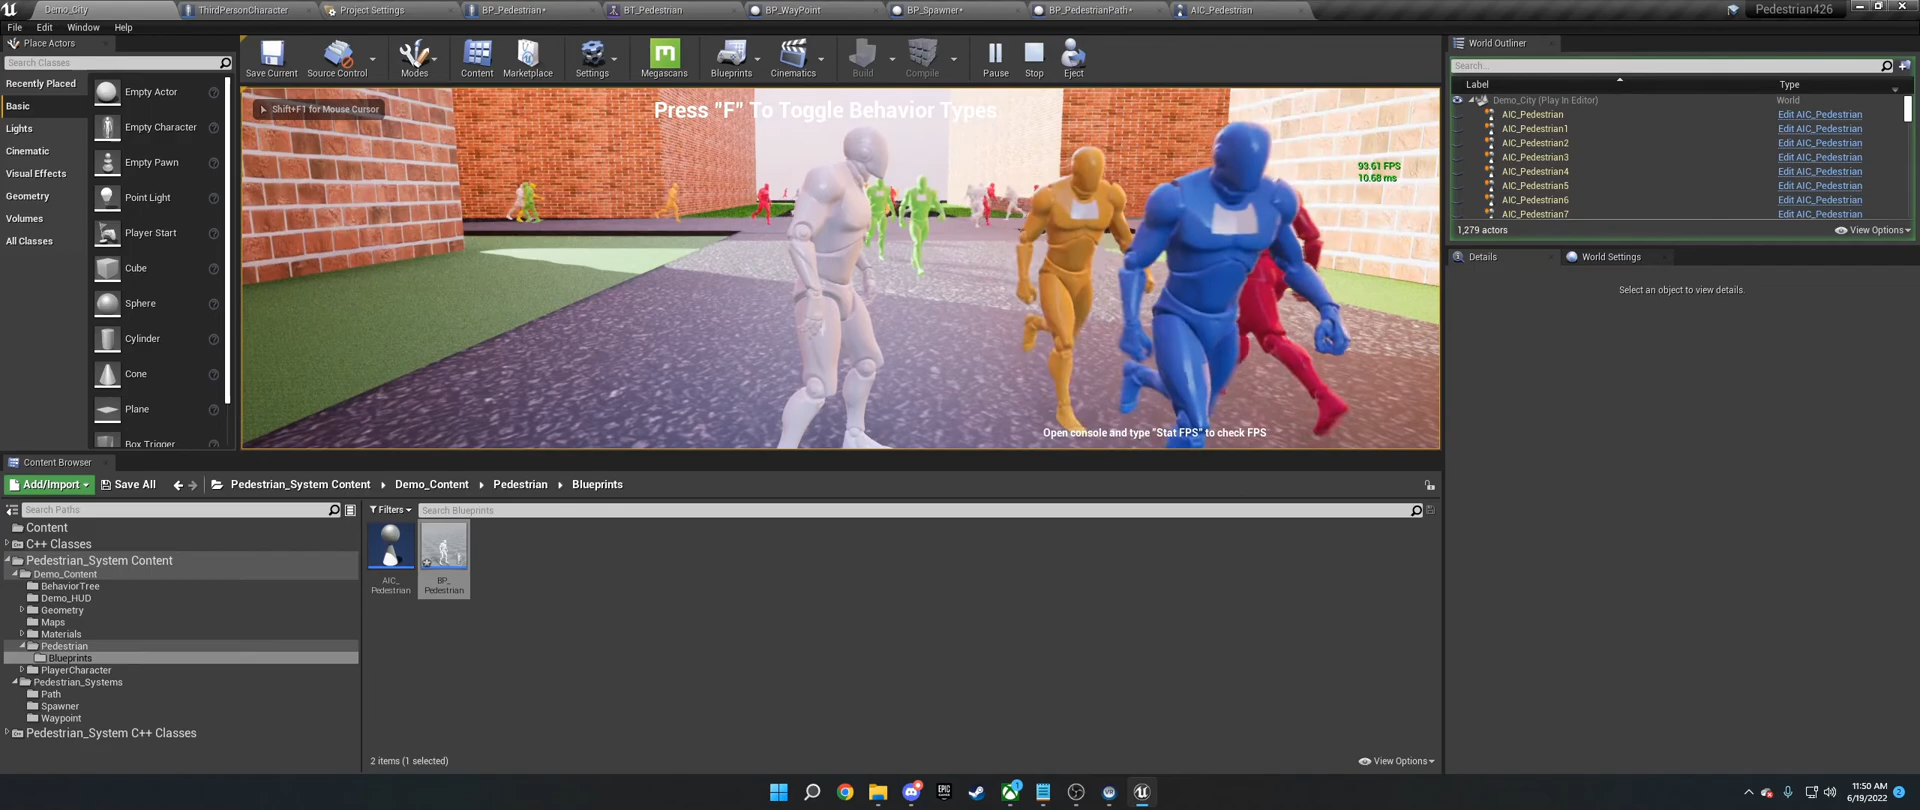 Demo_City
ThirdPersonCharacter
Project Settings
BP_Pedestrian*
BT_Pedestrian
BP_WayPoint
BP_Spawner*
BP_PedestrianPath*
AIC_Pedestrian
Pedestrian426
File Edit Window Help
Place Actors
Search Classes
Recently Placed
Basic
Lights
Cinematic
Visual Effects
Geometry
Volumes
All Classes
Empty Actor
Empty Character
Empty Pawn
Point Light
Player Start
Cube
Sphere
Cylinder
Cone
Plane
Box Trigger
Save Current
Source Control
Modes
Content
Marketplace
Settings
Megascans
Blueprints
Cinematics
Build
Compile
Pause
Stop
Eject
Shift+F1 for Mouse Cursor
Press "F" To Toggle Behavior Types
93.61 FPS
10.68 ms
Open console and type "Stat FPS" to check FPS
World Outliner
Search...
Label Type
Demo_City (Play In Editor) World
AIC_Pedestrian Edit AIC_Pedestrian
AIC_Pedestrian1 Edit AIC_Pedestrian
AIC_Pedestrian2 Edit AIC_Pedestrian
AIC_Pedestrian3 Edit AIC_Pedestrian
AIC_Pedestrian4 Edit AIC_Pedestrian
AIC_Pedestrian5 Edit AIC_Pedestrian
AIC_Pedestrian6 Edit AIC_Pedestrian
AIC_Pedestrian7 Edit AIC_Pedestrian
1,279 actors View Options
Details
World Settings
Select an object to view details.
Content Browser
Add/Import Save All Pedestrian_System Content Demo_Content Pedestrian Blueprints
Search Paths
Filters
Search Blueprints
Content
C++ Classes
Pedestrian_System Content
Demo_Content
BehaviorTree
Demo_HUD
Geometry
Maps
Materials
Pedestrian
Blueprints
PlayerCharacter
Pedestrian_Systems
Path
Spawner
Waypoint
Pedestrian_System C++ Classes
AIC_
Pedestrian
BP_
Pedestrian
2 items (1 selected)
View Options
EPIC
11:50 AM
6/19/2022